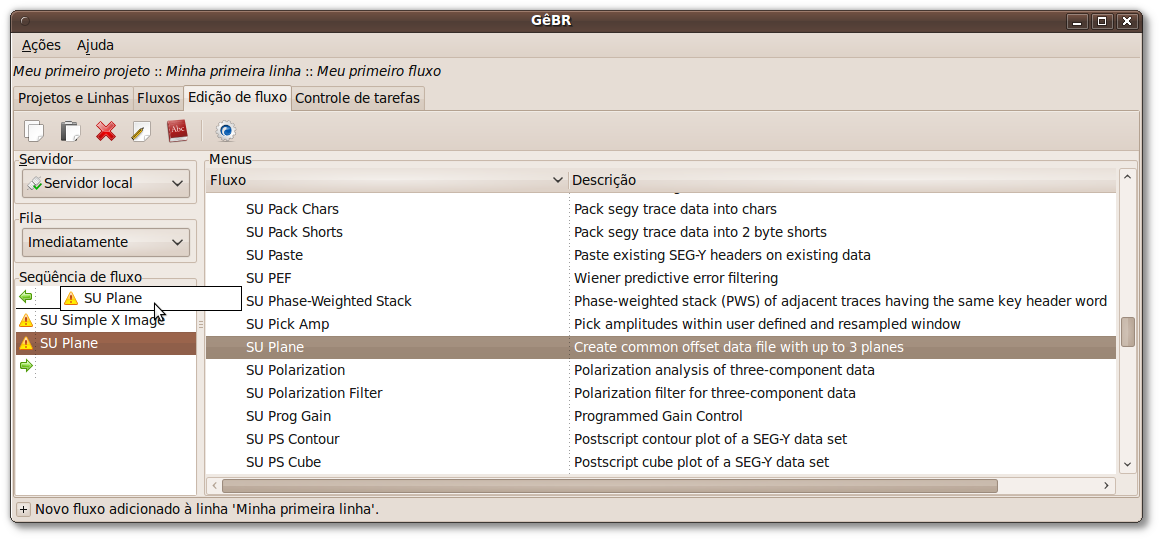 GêBR
Ações Ajuda
Meu primeiro projeto :: Minha primeira linha :: Meu primeiro fluxo
Projetos e Linhas Fluxos Edição de fluxo Controle de tarefas
Abc
Servidor
Servidor local
Fila
Imediatamente
Seqüência de fluxo
SU Plane
SU Simple X Image
SU Plane
Menus
Fluxo Descrição
SU Pack Chars Pack segy trace data into chars
SU Pack Shorts Pack segy trace data into 2 byte shorts
SU Paste Paste existing SEG-Y headers on existing data
SU PEF Wiener predictive error filtering
SU Phase-Weighted Stack Phase-weighted stack (PWS) of adjacent traces having the same key header word
SU Pick Amp Pick amplitudes within user defined and resampled window
SU Plane Create common offset data file with up to 3 planes
SU Polarization Polarization analysis of three-component data
SU Polarization Filter Polarization filter for three-component data
SU Prog Gain Programmed Gain Control
SU PS Contour Postscript contour plot of a SEG-Y data set
SU PS Cube Postscript cube plot of a SEG-Y data set
Novo fluxo adicionado à linha 'Minha primeira linha'.